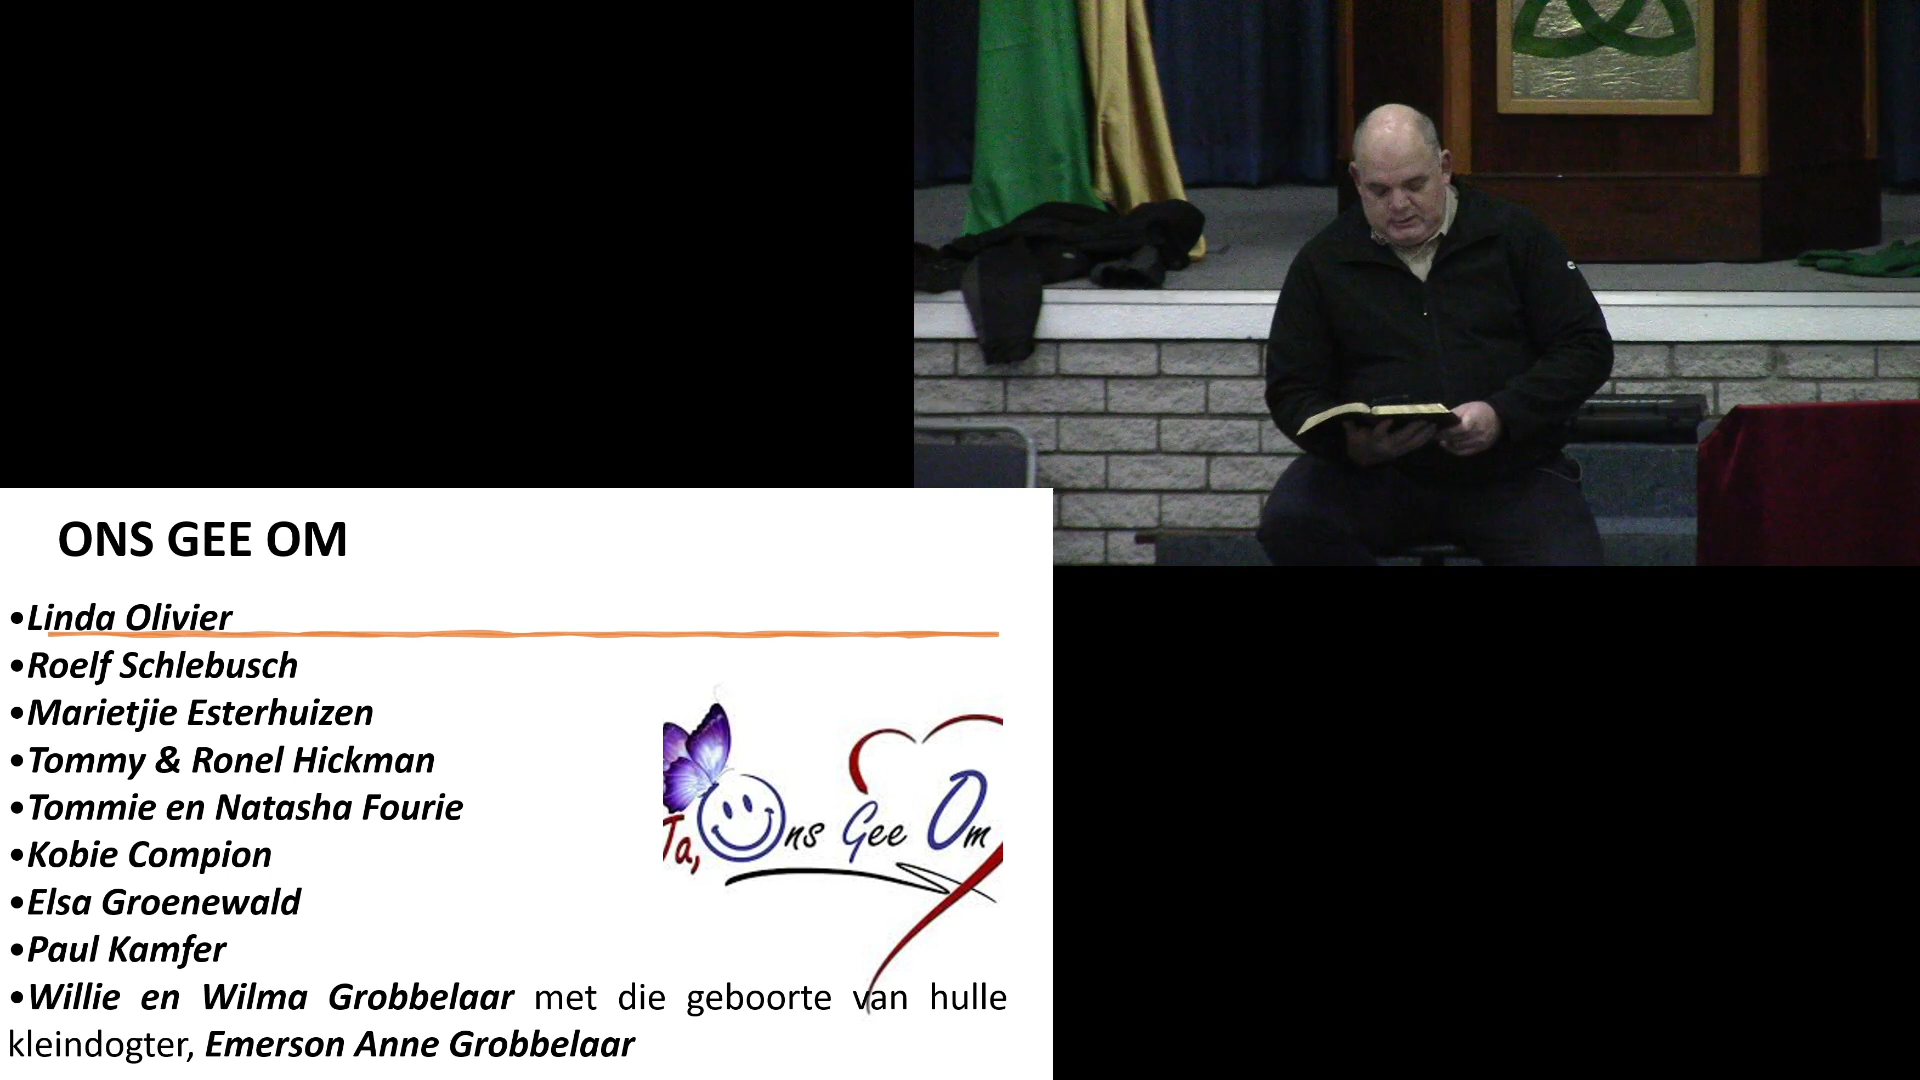 ONS GEE OM
•Linda Olivier
•Roelf Schlebusch
•Marietjie Esterhuizen
•Tommy & Ronel Hickman
•Tommie en Natasha Fourie
•Kobie Compion
•Elsa Groenewald
•Paul Kamfer
•Willie en Wilma Grobbelaar met die geboorte van hulle
kleindogter, Emerson Anne Grobbelaar
Ja, Ons Gee Om